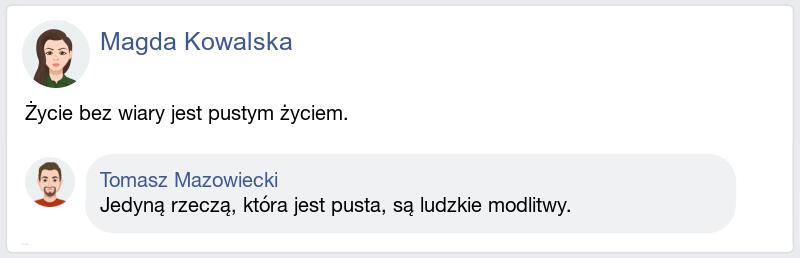 Magda Kowalska
Życie bez wiary jest pustym życiem.
Tomasz Mazowiecki
Jedyną rzeczą, która jest pusta, są ludzkie modlitwy.